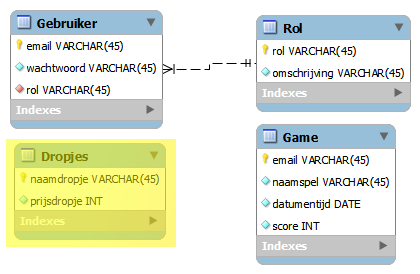 Gebruiker
email VARCHAR(45)
wachtwoord VARCHAR(45)
rol VARCHAR(45)
Indexes
Rol
rol VARCHAR(45)
omschrijving VARCHAR(45)
Indexes
Dropjes
naamdropje VARCHAR(45)
prijsdropje INT
Indexes
Game
email VARCHAR(45)
naamspel VARCHAR(45)
datumentijd DATE
score INT
Indexes